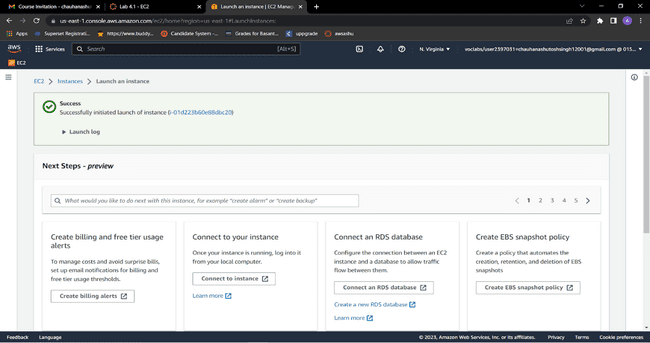 Course Invitation - chauhanashu
Lab 4.1 - EC2
Launch an instance | EC2 Manag
us-east-1.console.aws.amazon.com/ec2/home?region=us-east-1#LaunchInstances:
Apps
Superset Registratio...
https://www.buddy...
Candidate System -...
Grades for Basant...
upgrade
awsashu
aws
Services
Search
[Alt+S]
N. Virginia
EC2
EC2 > Instances > Launch an instance
Success
Successfully initiated launch of instance (i-01d223b60e88dbc20)
Launch log
Next Steps - preview
What would you like to do next with this instance, for example "create alarm" or "create backup"
1 2 3 4 5
Create billing and free tier usage
alerts
To manage costs and avoid surprise bills,
set up email notifications for billing and
free tier usage thresholds.
Create billing alerts
Connect to your instance
Once your instance is running, log into it
from your local computer.
Connect to instance
Learn more
Connect an RDS database
Configure the connection between an EC2
instance and a database to allow traffic
flow between them.
Connect an RDS database
Create a new RDS database
Learn more
Create EBS snapshot policy
Create a policy that automates the
creation, retention, and deletion of EBS
snapshots
Create EBS snapshot policy
Feedback
Language
© 2023, Amazon Web Services, Inc. or its affiliates.
Privacy
Terms
Cookie preferences